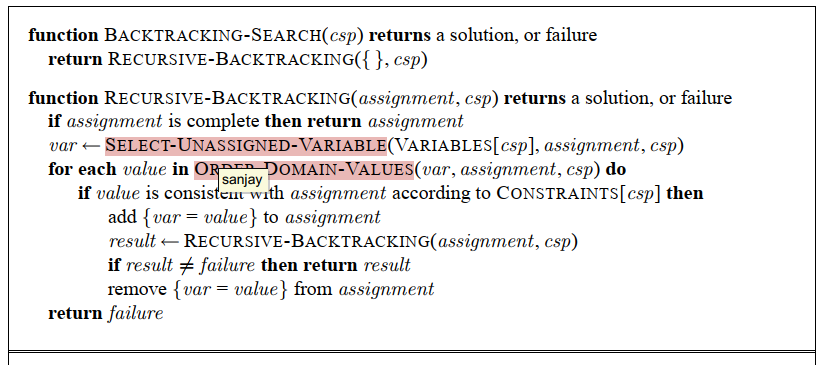 function BACKTRACKING-SEARCH(csp) returns a solution, or failure
return RECURSIVE-BACKTRACKING({ }, csp)
function RECURSIVE-BACKTRACKING(assignment, csp) returns a solution, or failure
if assignment is complete then return assignment
var ← SELECT-UNASSIGNED-VARIABLE(VARIABLES[csp], assignment, csp)
for each value in ORDER-DOMAIN-VALUES(var, assignment, csp) do
sanjay
if value is consistent with assignment according to CONSTRAINTS[csp] then
add {var = value} to assignment
result ← RECURSIVE-BACKTRACKING(assignment, csp)
if result ≠ failure then return result
remove {var = value} from assignment
return failure